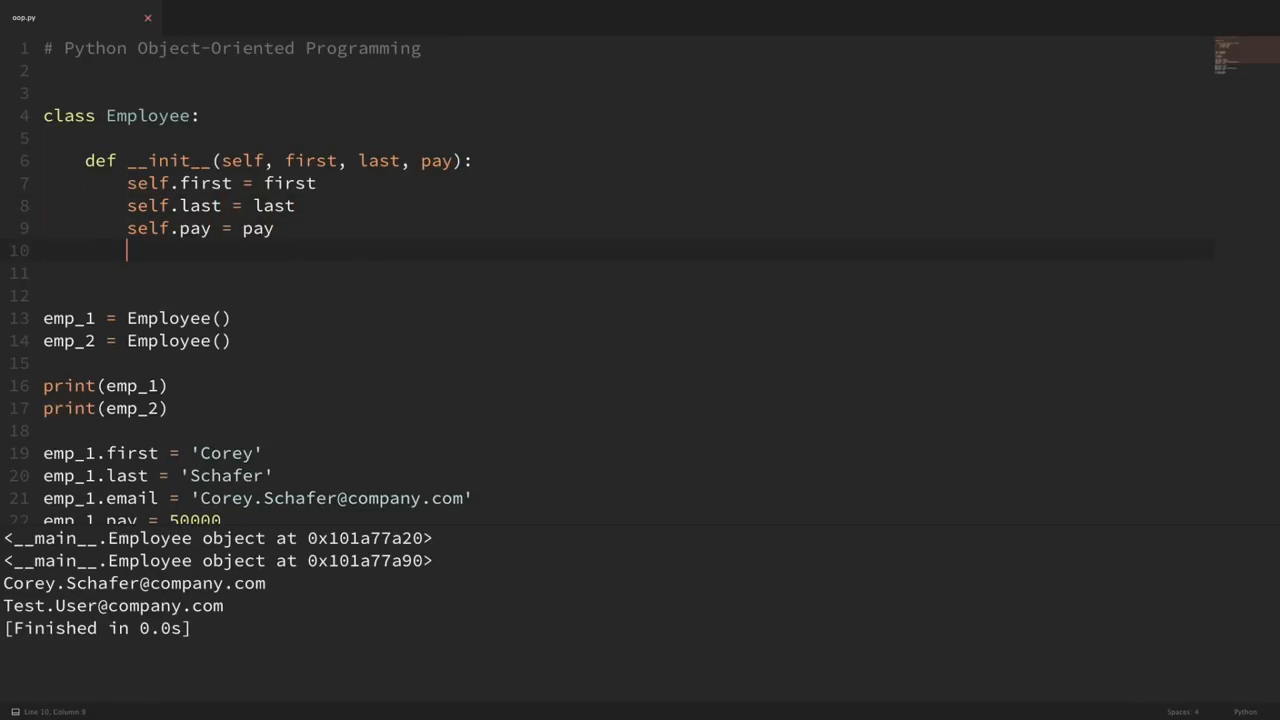 oop.py
1 # Python Object-Oriented Programming
2
3
4 class Employee:
5
6     def __init__(self, first, last, pay):
7         self.first = first
8         self.last = last
9         self.pay = pay
10
11
12
13 emp_1 = Employee()
14 emp_2 = Employee()
15
16 print(emp_1)
17 print(emp_2)
18
19 emp_1.first = 'Corey'
20 emp_1.last = 'Schafer'
21 emp_1.email = 'Corey.Schafer@company.com'
22 emp_1.pay = 50000
<__main__.Employee object at 0x101a77a20>
<__main__.Employee object at 0x101a77a90>
Corey.Schafer@company.com
Test.User@company.com
[Finished in 0.0s]
Line 10, Column 9 Spaces: 4 Python